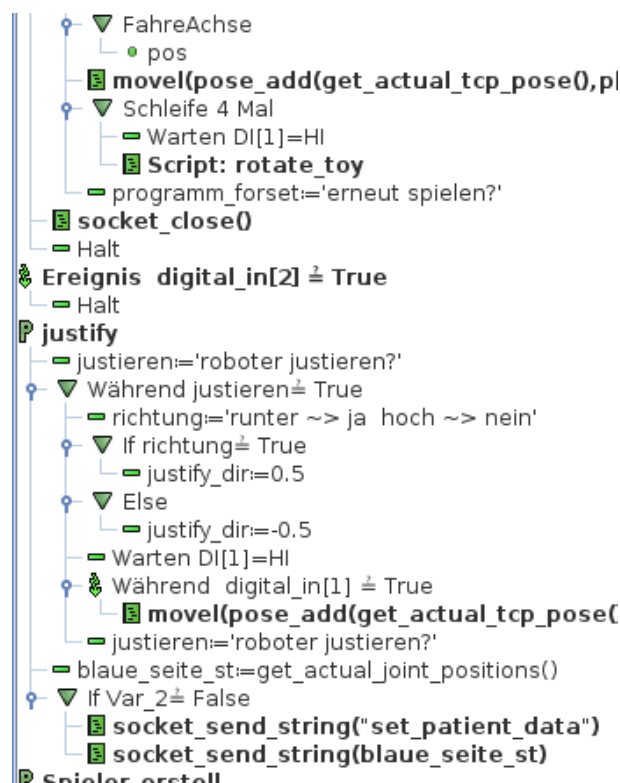 FahreAchse
pos
movel(pose_add(get_actual_tcp_pose(),pl
Schleife 4 Mal
Warten DI[1]=HI
Script: rotate_toy
programm_forset≔'erneut spielen?'
socket_close()
Halt
Ereignis digital_in[2] ≟ True
Halt
justify
justieren≔'roboter justieren?'
Während justieren≟ True
richtung≔'runter ~> ja hoch ~> nein'
If richtung≟ True
justify_dir≔0.5
Else
justify_dir≔-0.5
Warten DI[1]=HI
Während digital_in[1] ≟ True
movel(pose_add(get_actual_tcp_pose()
justieren≔'roboter justieren?'
blaue_seite_st≔get_actual_joint_positions()
If Var_2≟ False
socket_send_string("set_patient_data")
socket_send_string(blaue_seite_st)
Spieler erstell